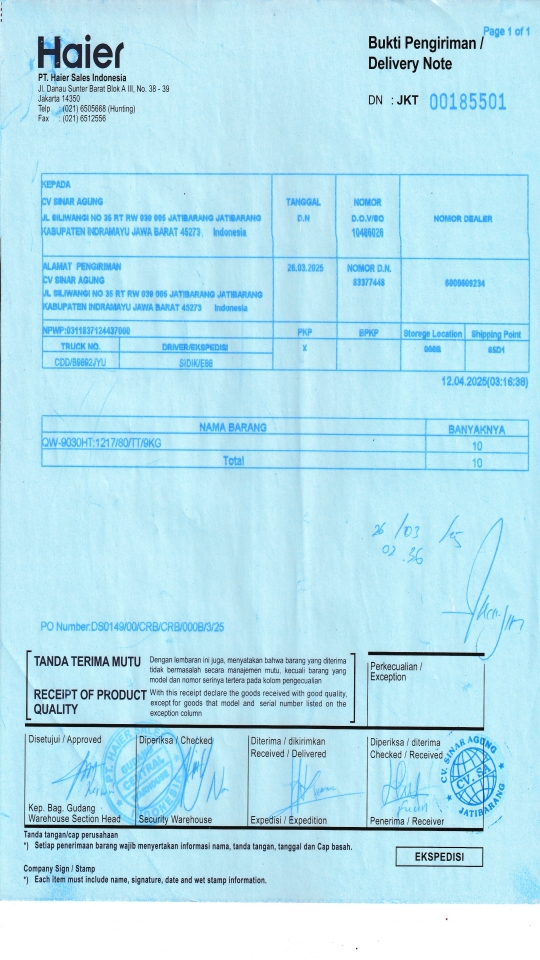 Page 1 of 1
Haier
Bukti Pengiriman /
Delivery Note
PT. Haier Sales Indonesia
Jl. Danau Sunter Barat Blok A III, No. 38 - 39
Jakarta 14350
Telp : (021) 6505668 (Hunting)
Fax : (021) 6512556
DN : JKT 00185501
KEPADA
CV SINAR AGUNG
JL SILIWANGI NO 35 RT RW 039 006 JATIBARANG JATIBARANG
KABUPATEN INDRAMAYU JAWA BARAT 45273 Indonesia
TANGGAL
D.N
NOMOR
D.O.V/SO
10486026
NOMOR DEALER
ALAMAT PENGIRIMAN
CV SINAR AGUNG
JL SILIWANGI NO 35 RT RW 039 006 JATIBARANG JATIBARANG
KABUPATEN INDRAMAYU JAWA BARAT 45273 Indonesia
26.03.2025
NOMOR D.N.
83377448
6000609234
NPWP:0311837124437000
PKP
BPKP
Storege Location
Shipping Point
TRUCK NO.
DRIVER/EKSPEDISI
X
000B
65D1
CDD/B9892JYU
SIDIK/EBB
12.04.2025(03:16:38)
NAMA BARANG
BANYAKNYA
QW-9030HT:1217/80/TT/9KG
10
Total
10
26/03/25
02.36
PO Number:DS0149/00/CRB/CRB/000B/3/25
TANDA TERIMA MUTU
Dengan lembaran ini juga, menyatakan bahwa barang yang diterima
tidak bermasalah secara manajemen mutu, kecuali barang yang
model dan nomor serinya tertera pada kolom pengecualian
RECEIPT OF PRODUCT
QUALITY
With this receipt declare the goods received with good quality,
except for goods that model and serial number listed on the
exception column
Perkecualian /
Exception
Disetujui / Approved
Diperiksa / Checked
Diterima / dikirimkan
Received / Delivered
Diperiksa / diterima
Checked / Received
CV. SINAR AGUNG
CV. SA
JATIBARANG
Kep. Bag. Gudang
Warehouse Section Head
Security Warehouse
Expedisi / Expedition
Penerima / Receiver
Tanda tangan/cap perusahaan
*) Setiap penerimaan barang wajib menyertakan informasi nama, tanda tangan, tanggal dan Cap basah.
EKSPEDISI
Company Sign / Stamp
*) Each item must include name, signature, date and wet stamp information.